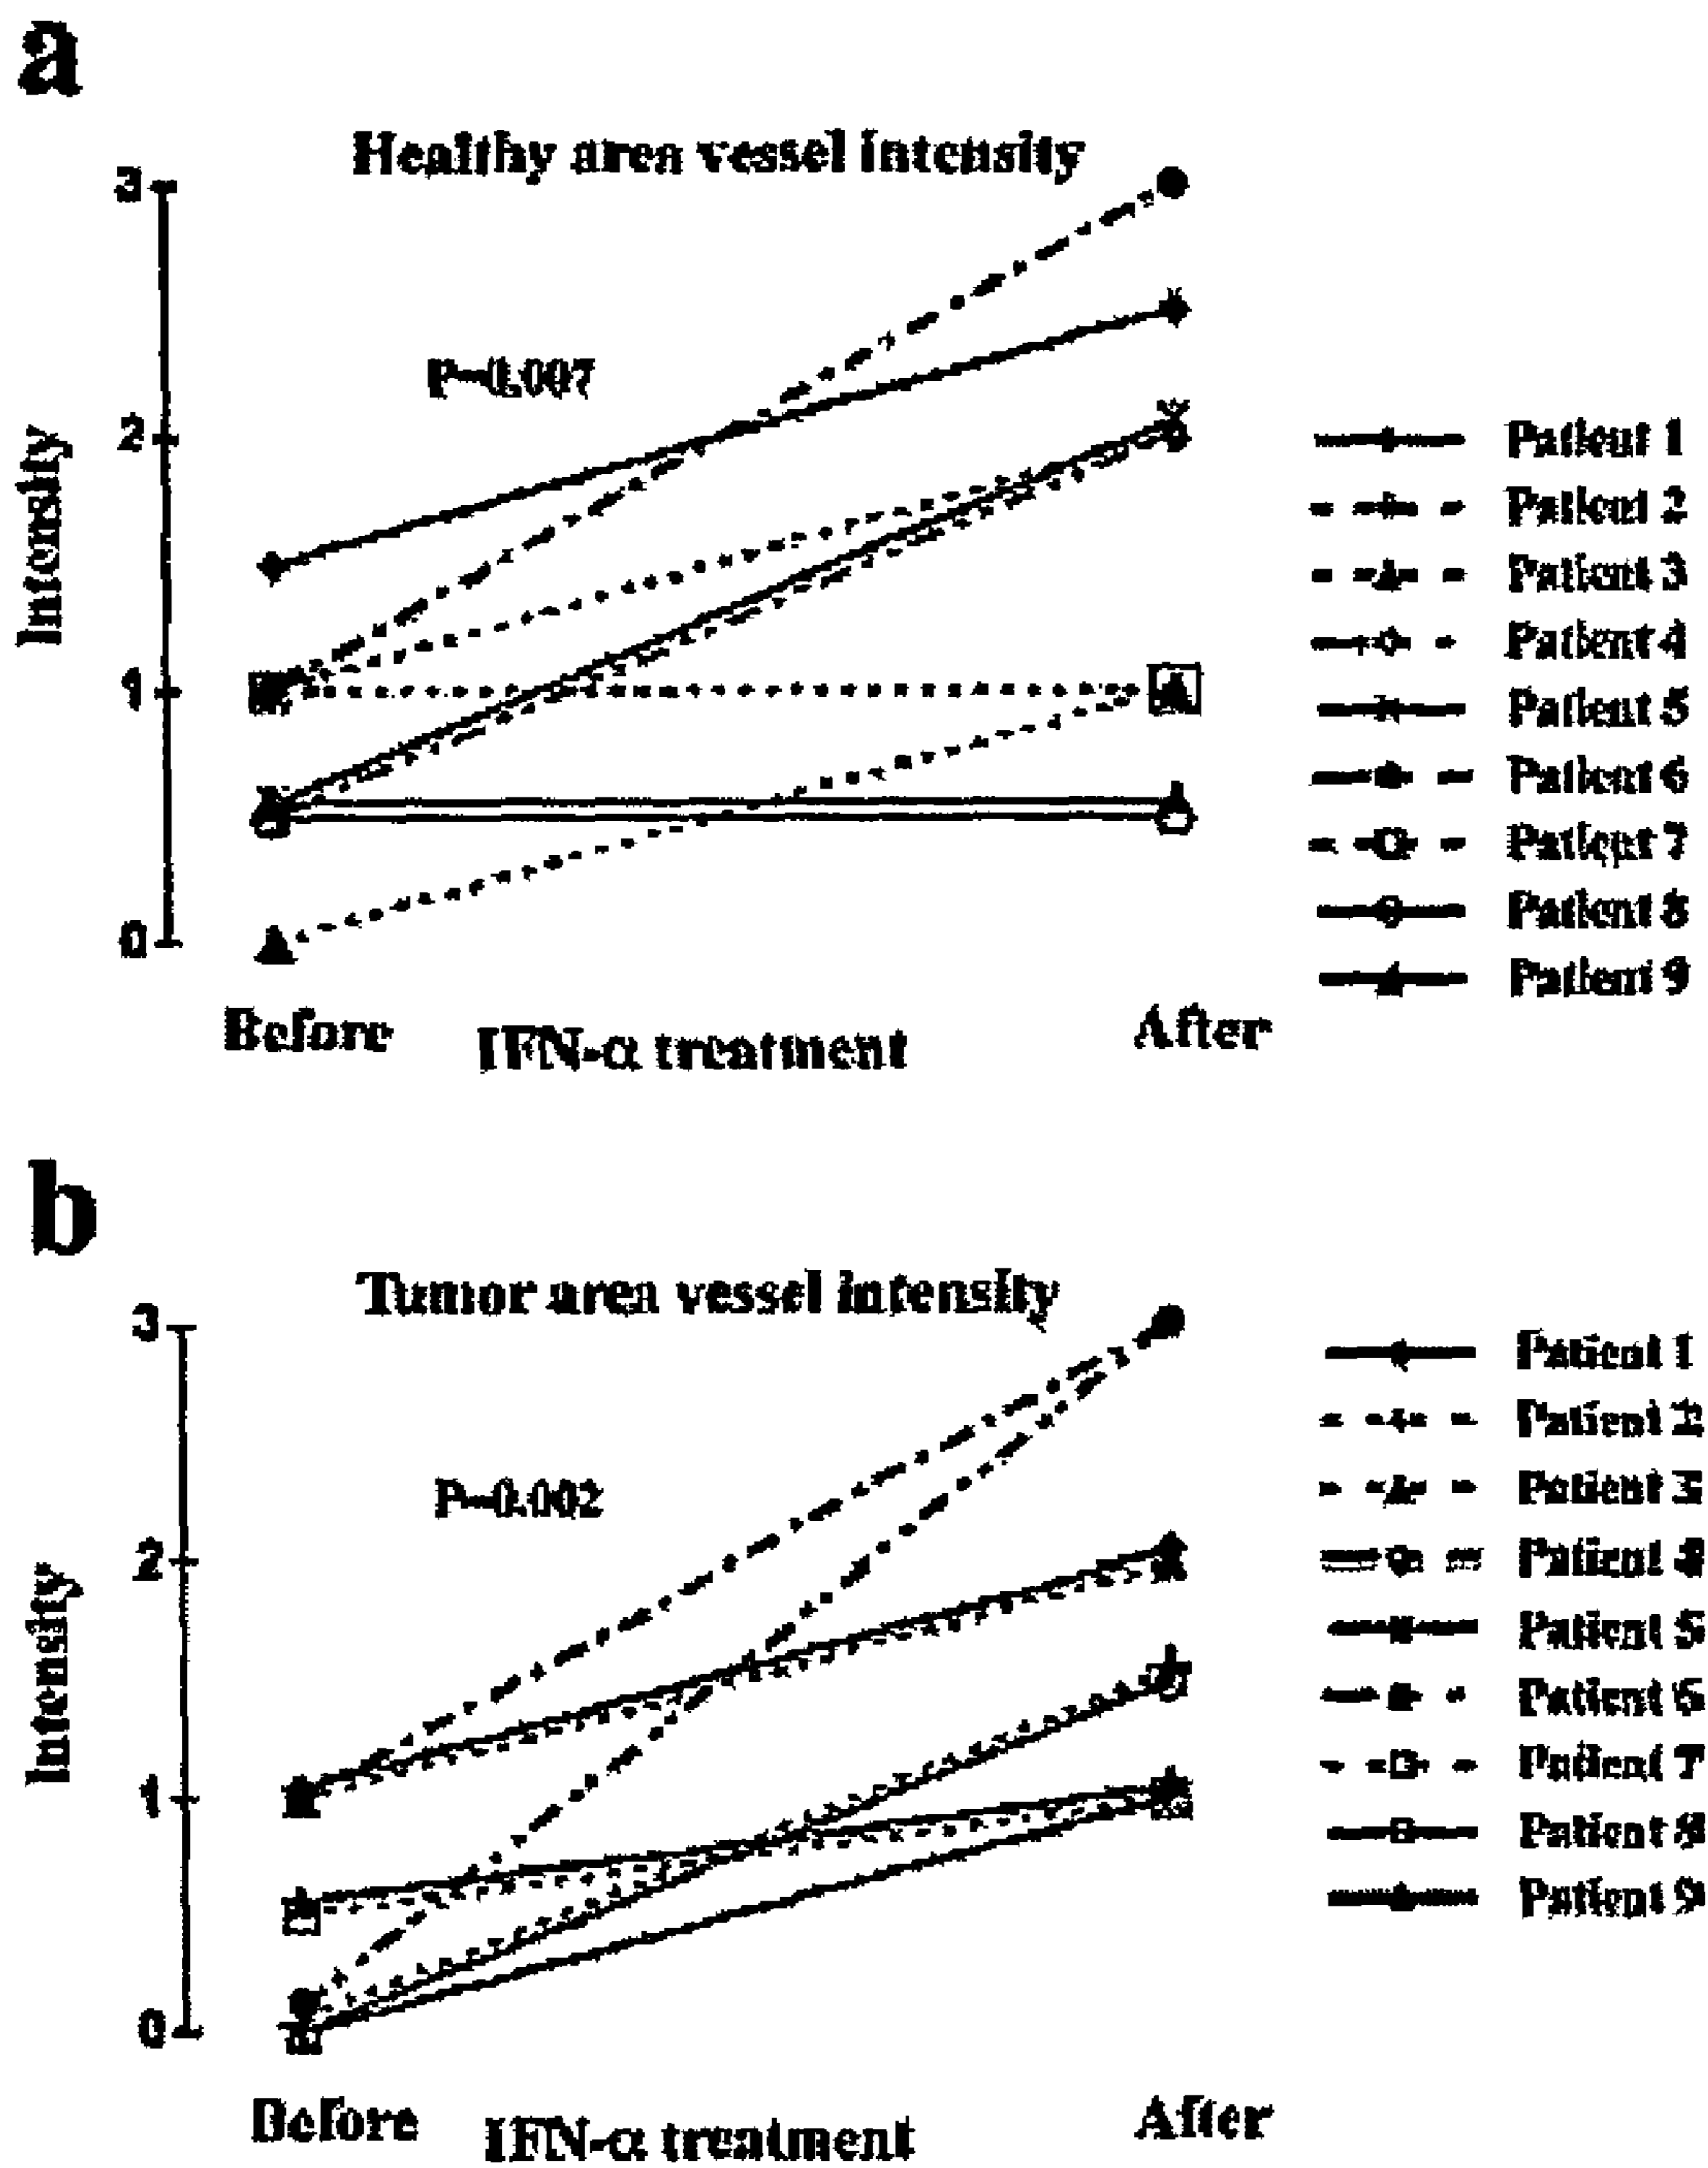 a
Healthy area vessel intensity
3
P=0.007
2
Intensity
1
0
Before
IFN-α treatment
After
Patient 1
Patient 2
Patient 3
Patient 4
Patient 5
Patient 6
Patient 7
Patient 8
Patient 9
b
Tumor area vessel intensity
3
P=0.002
2
Intensity
1
0
Before
IFN-α treatment
After
Patient 1
Patient 2
Patient 3
Patient 4
Patient 5
Patient 6
Patient 7
Patient 8
Patient 9